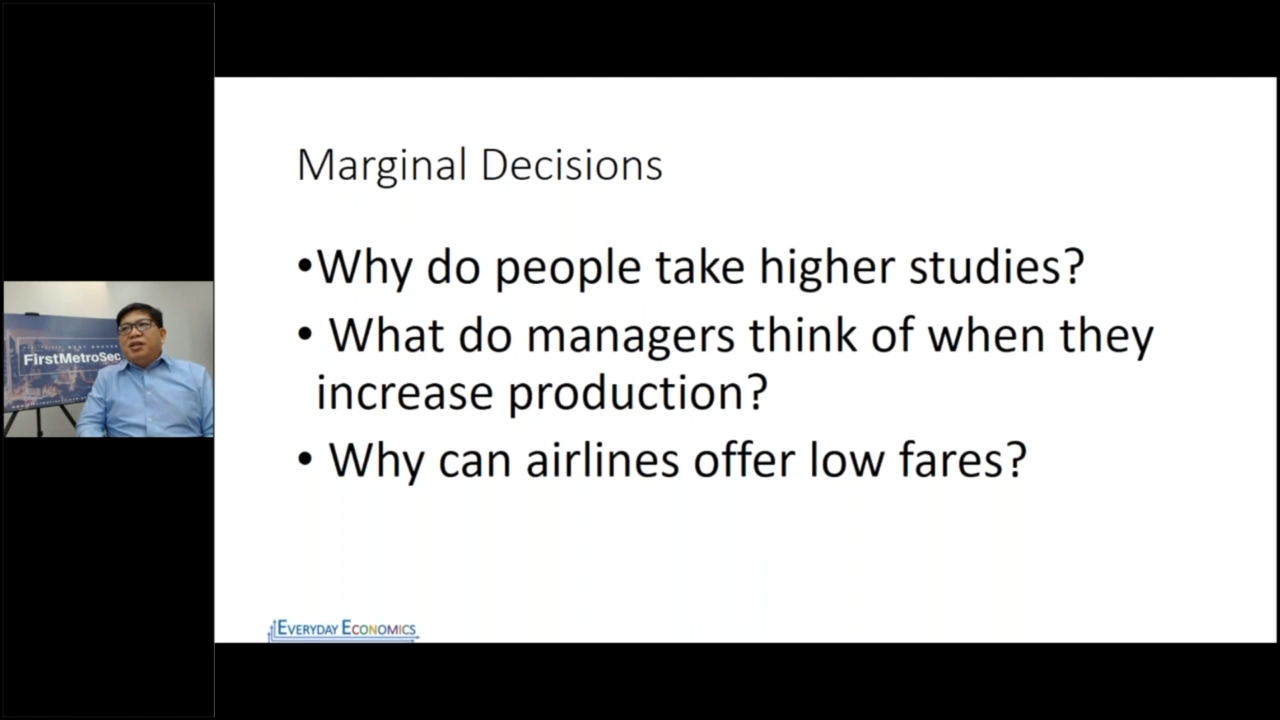 FirstMetroSec
Marginal Decisions
•Why do people take higher studies?
• What do managers think of when they
increase production?
• Why can airlines offer low fares?
EVERYDAY ECONOMICS